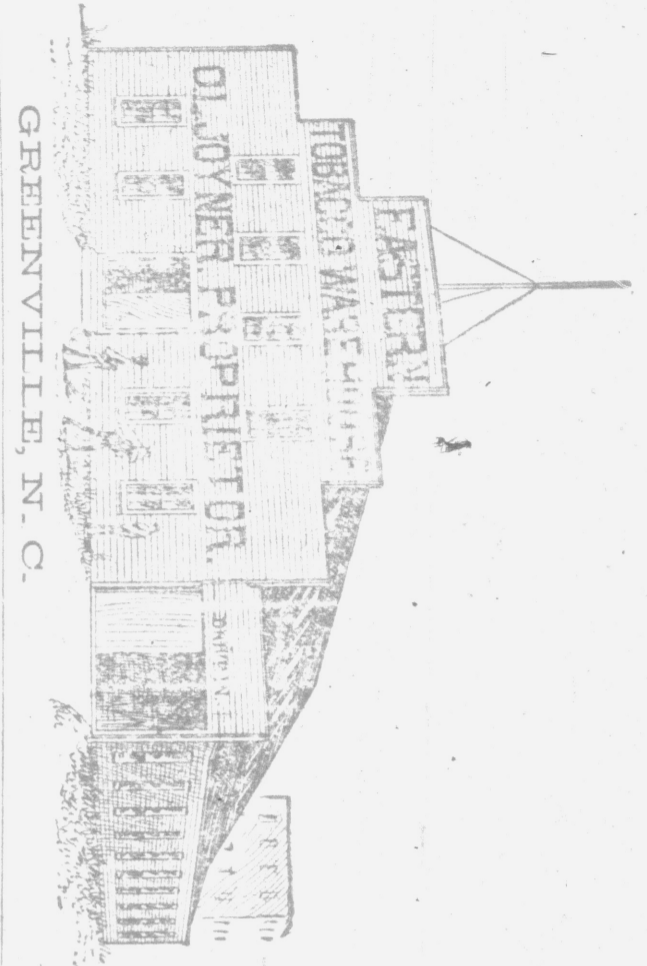 EASTERN
TOBACCO WAREHOUSE
O.L. JOYNER PROPRIETOR.
GREENVILLE, N. C.